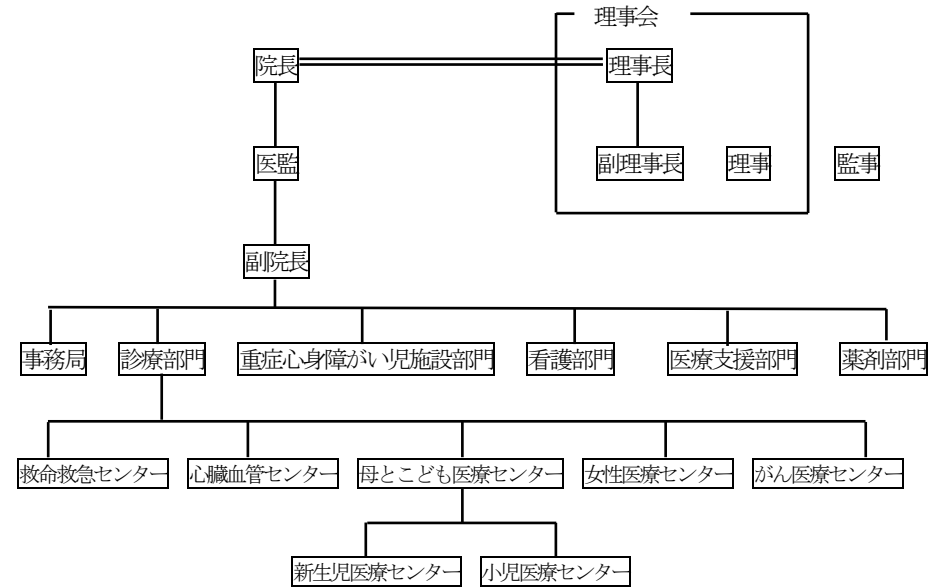 理事会
院長
理事長
医監
副理事長
理事
監事
副院長
事務局
診療部門
重症心身障がい児施設部門
看護部門
医療支援部門
薬剤部門
救命救急センター
心臓血管センター
母とこども医療センター
女性医療センター
がん医療センター
新生児医療センター
小児医療センター